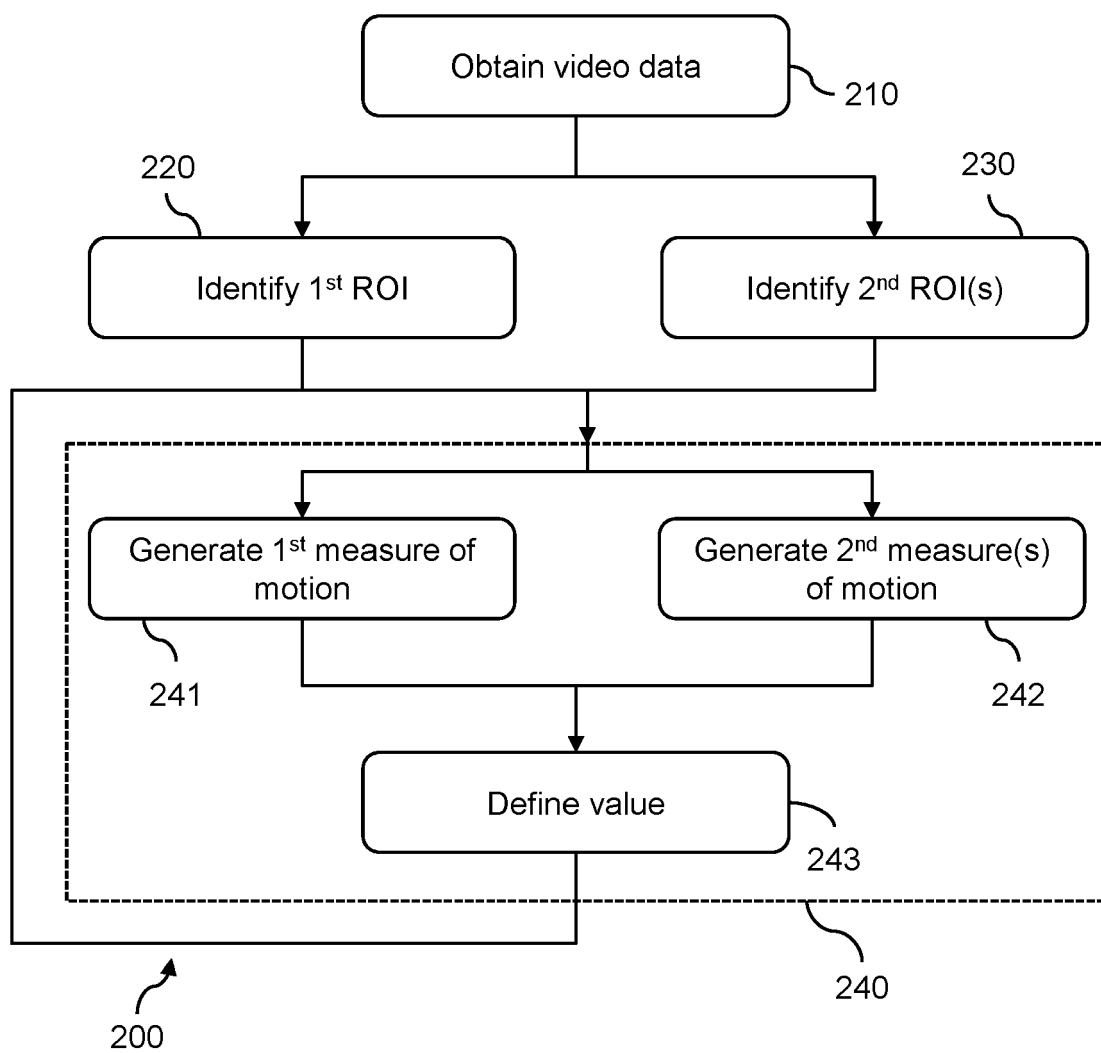 Obtain video data
210
220
230
Identify 1st ROI
Identify 2nd ROI(s)
Generate 1st measure of
motion
Generate 2nd measure(s)
of motion
241
242
Define value
243
240
200